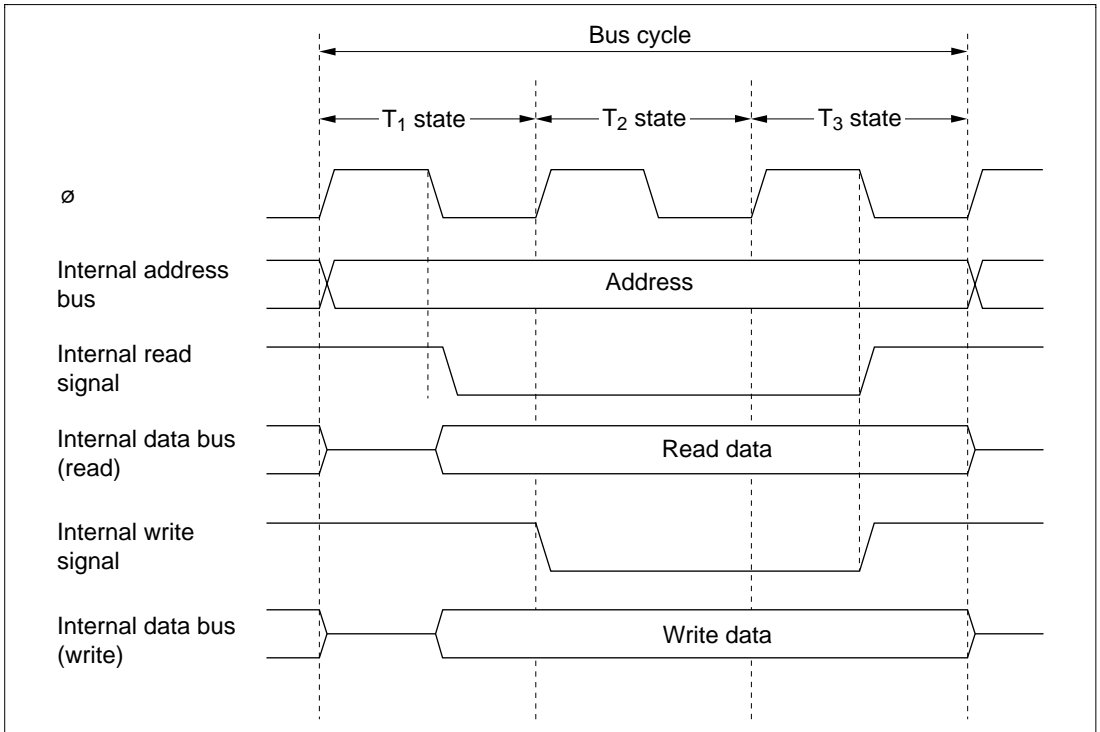 Bus cycle
T1 state
T2 state
T3 state
ø
Internal address
bus
Address
Internal read
signal
Internal data bus
(read)
Read data
Internal write
signal
Internal data bus
(write)
Write data